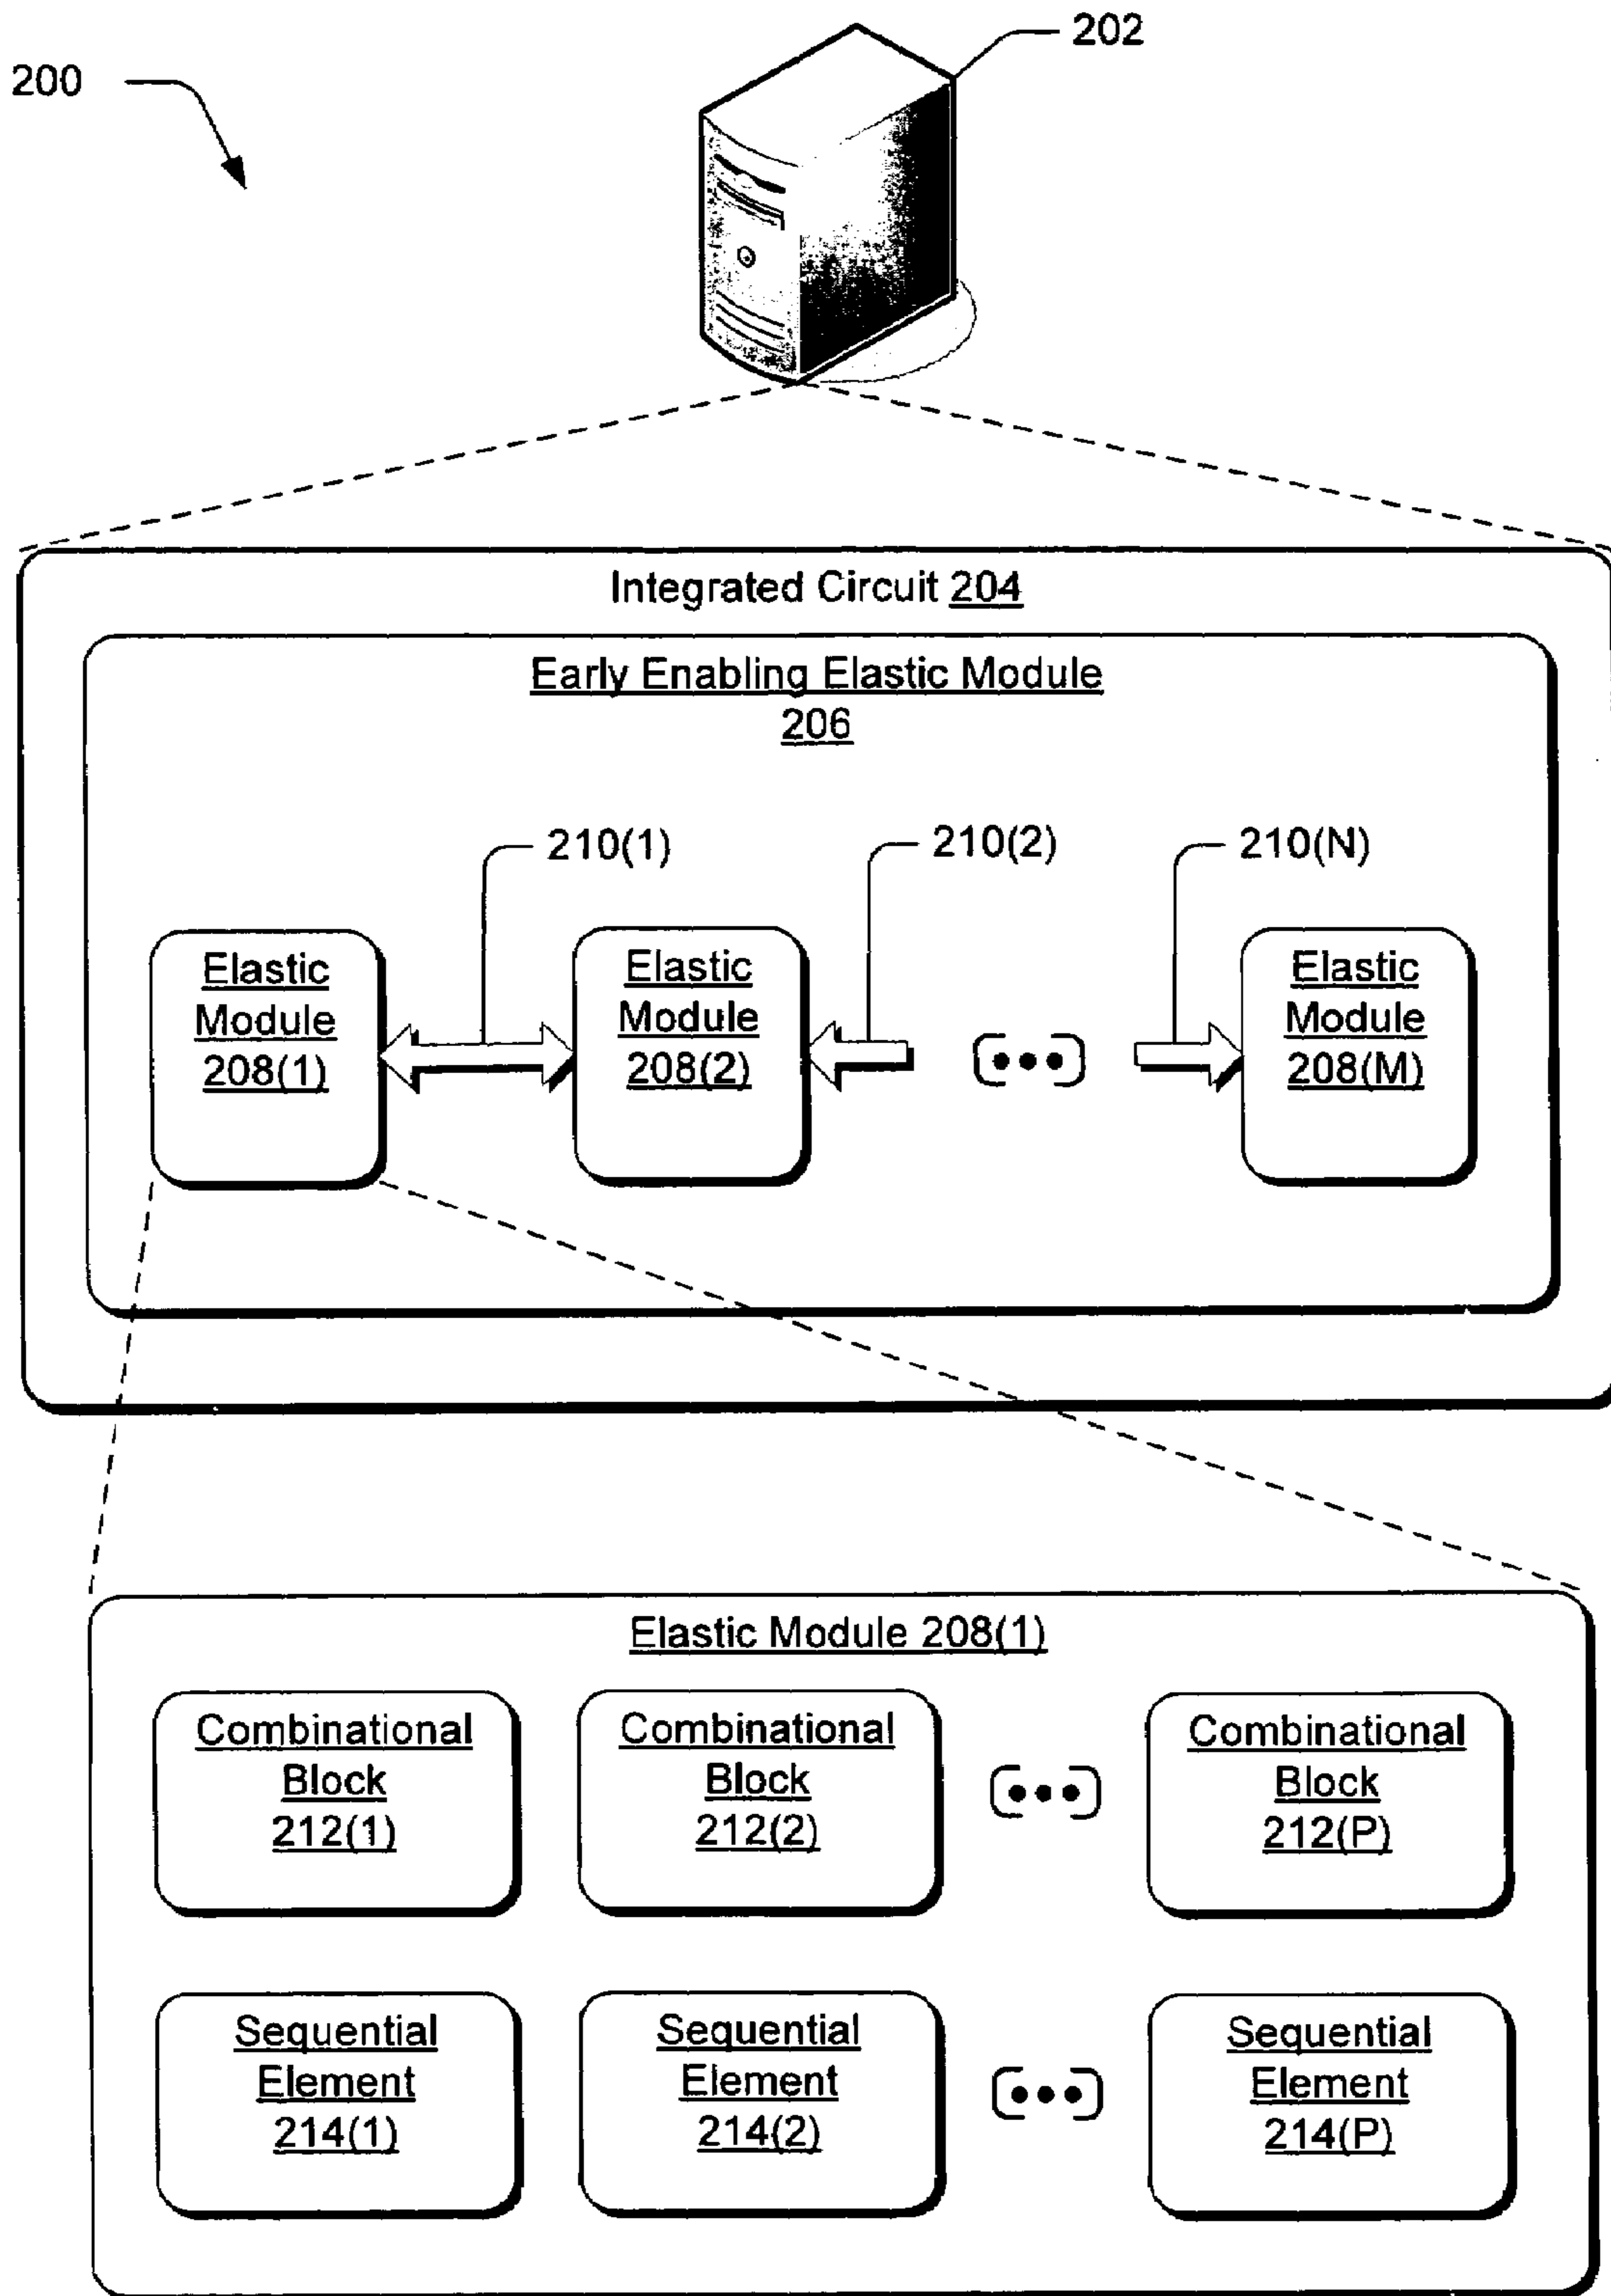 202
200
Integrated Circuit 204
Early Enabling Elastic Module
206
210(1)
210(2)
210(N)
Elastic
Module
208(1)
Elastic
Module
208(2)
Elastic
Module
208(M)
Elastic Module 208(1)
Combinational
Block
212(1)
Combinational
Block
212(2)
Combinational
Block
212(P)
Sequential
Element
214(1)
Sequential
Element
214(2)
Sequential
Element
214(P)